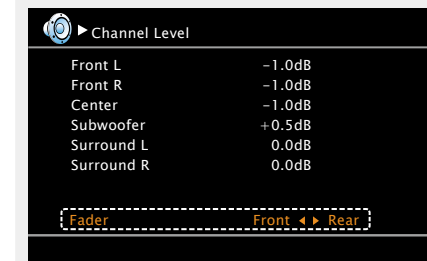 Channel Level
Front L −1.0dB
Front R −1.0dB
Center −1.0dB
Subwoofer +0.5dB
Surround L 0.0dB
Surround R 0.0dB
Fader Front ◀ ▶ Rear